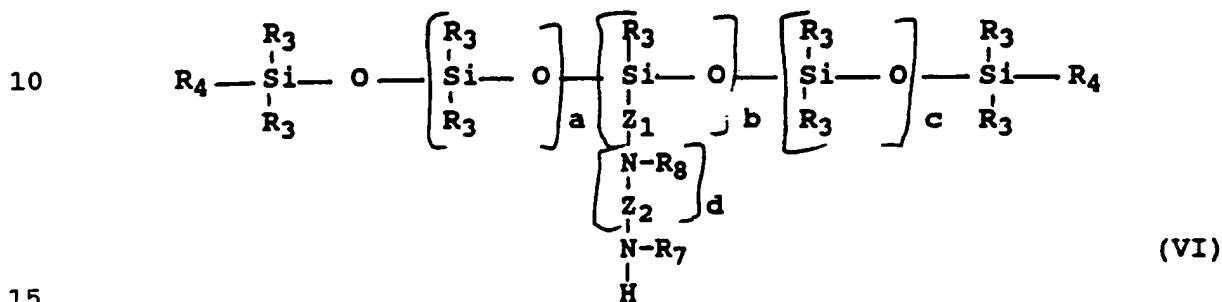 R3 R3 R3 R3 R3
10 R4 Si O Si O Si O Si O Si R4
R3 R3 a Z1 b R3 c R3
N-R8
Z2 d
N-R7 (VI)
H
15